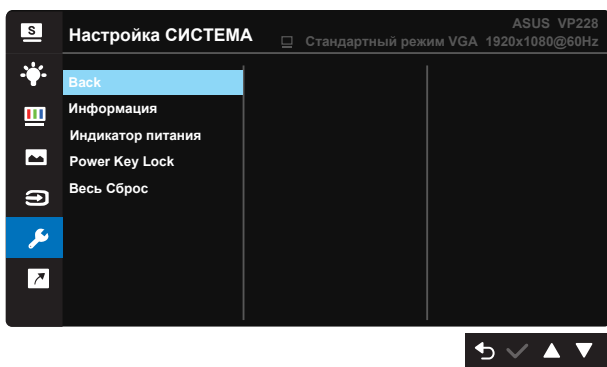 S
Настройка СИСТЕМА
ASUS VP228
Стандартный режим VGA 1920x1080@60Hz
Back
Информация
Индикатор питания
Power Key Lock
Весь Сброс